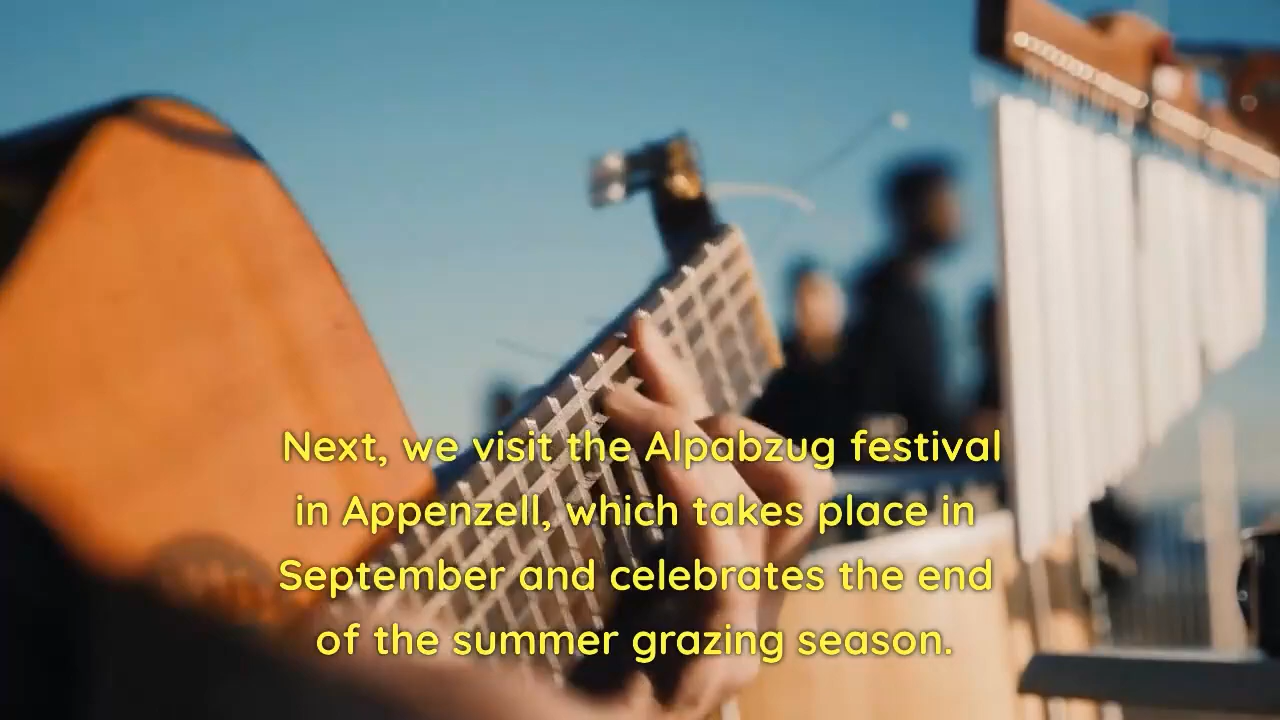 Next, we visit the Alpabzug festival
in Appenzell, which takes place in
September and celebrates the end
of the summer grazing season.